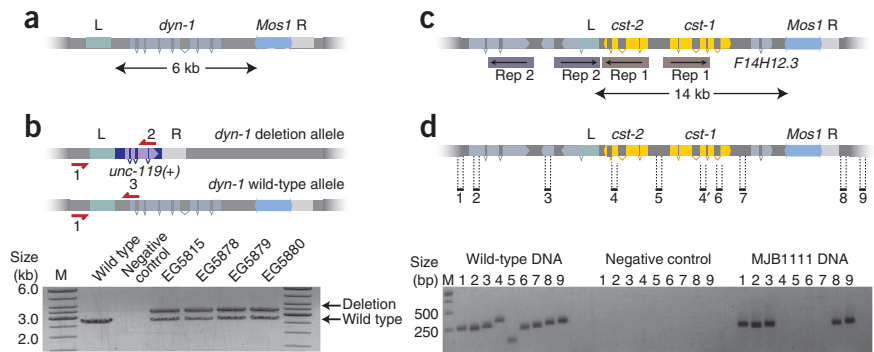 a
L dyn-1 Mos1 R
6 kb
b
L 2 R dyn-1 deletion allele
1 unc-119(+)
3 dyn-1 wild-type allele
1
Size (kb) M Wild type Negative control EG5815 EG5878 EG5879 EG5880
6.0
3.0
2.0
Deletion
Wild type
c
L cst-2 cst-1 Mos1 R
Rep 2 Rep 2 Rep 1 Rep 1 F14H12.3
14 kb
d
L cst-2 cst-1 Mos1 R
1 2 3 4 5 4′ 6 7 8 9
Size (bp) Wild-type DNA Negative control MJB1111 DNA
M 1 2 3 4 5 6 7 8 9 1 2 3 4 5 6 7 8 9 1 2 3 4 5 6 7 8 9
500
250